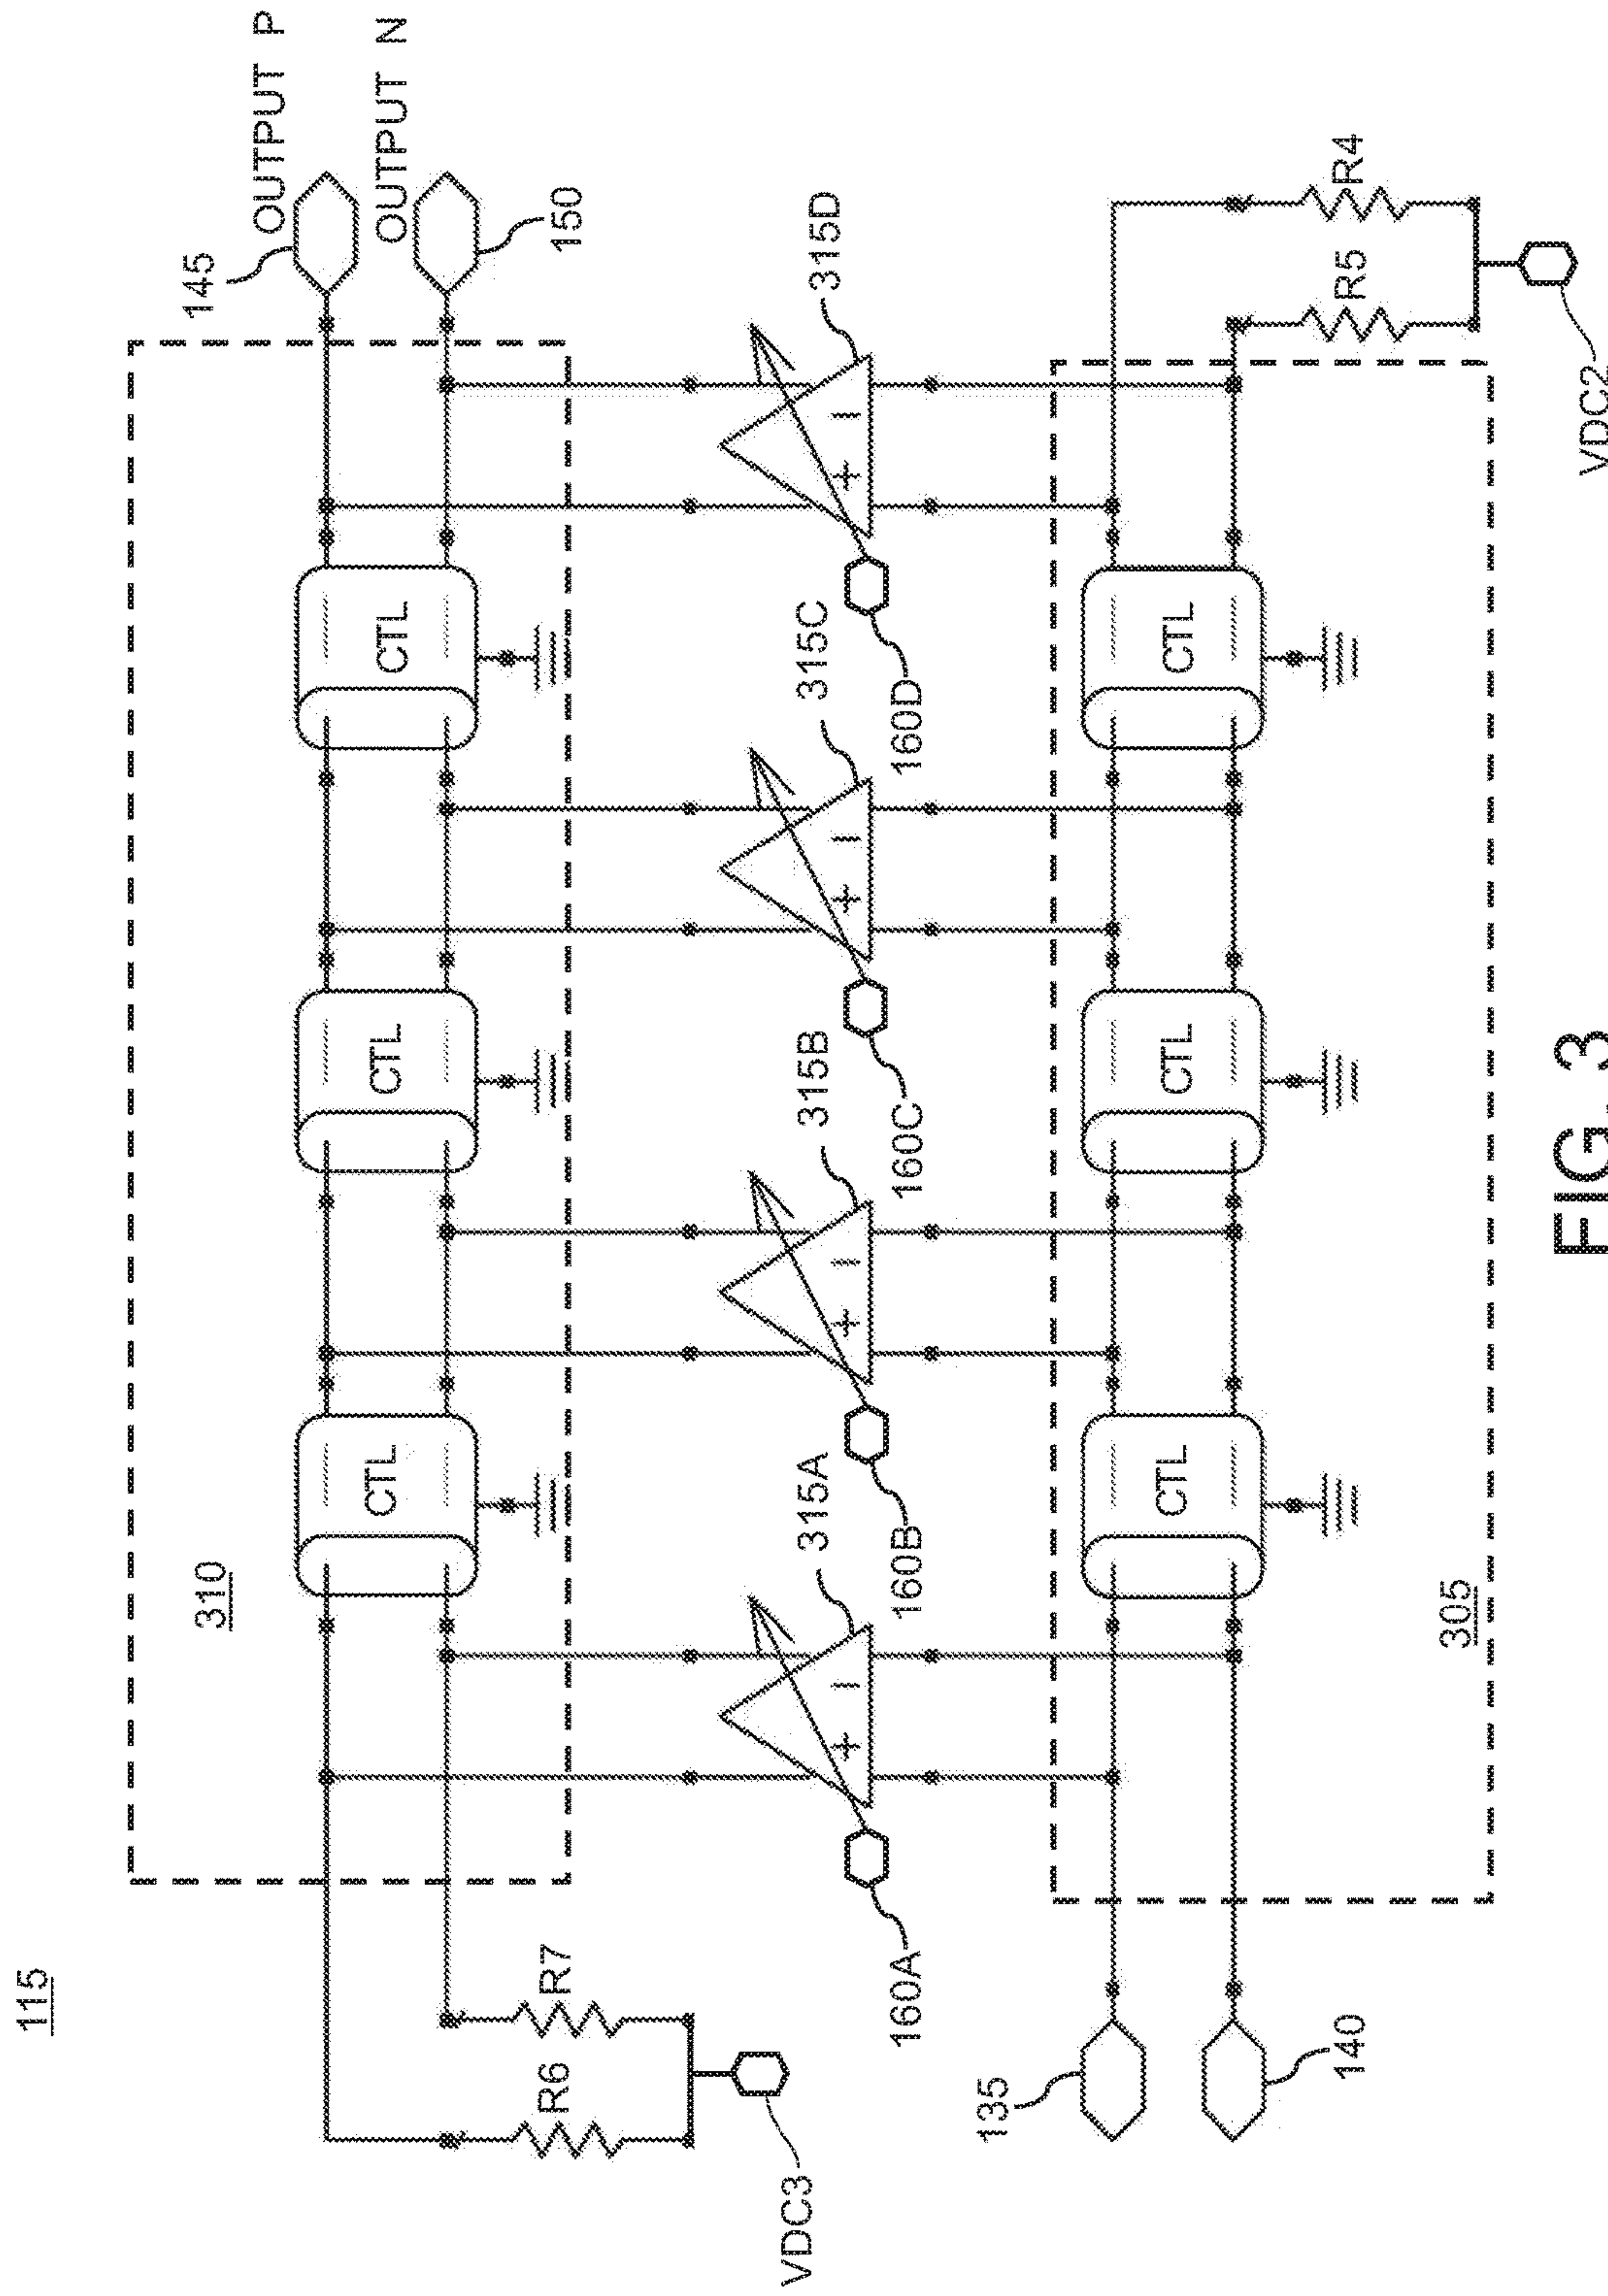 115
310
145
OUTPUT P
OUTPUT N
150
CTL
CTL
CTL
R6
R7
VDC3
315A
315B
315C
315D
+
−
+
−
+
−
+
−
160A
160B
160C
160D
135
140
CTL
CTL
CTL
305
R5
R4
VDC2
FIG. 3